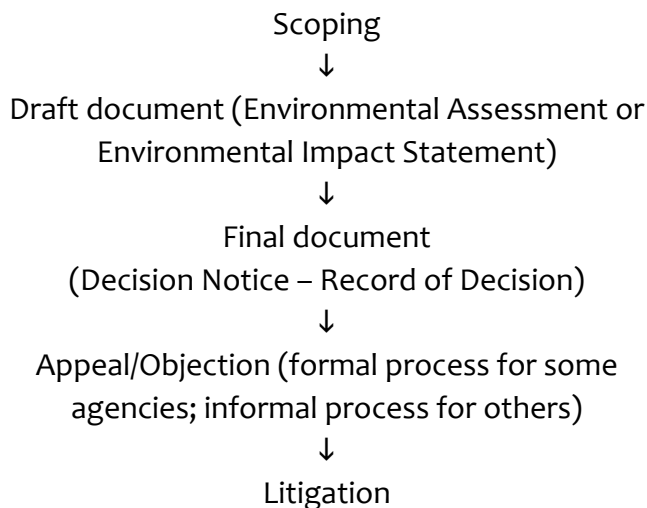 Scoping
↓
Draft document (Environmental Assessment or
Environmental Impact Statement)
↓
Final document
(Decision Notice – Record of Decision)
↓
Appeal/Objection (formal process for some
agencies; informal process for others)
↓
Litigation